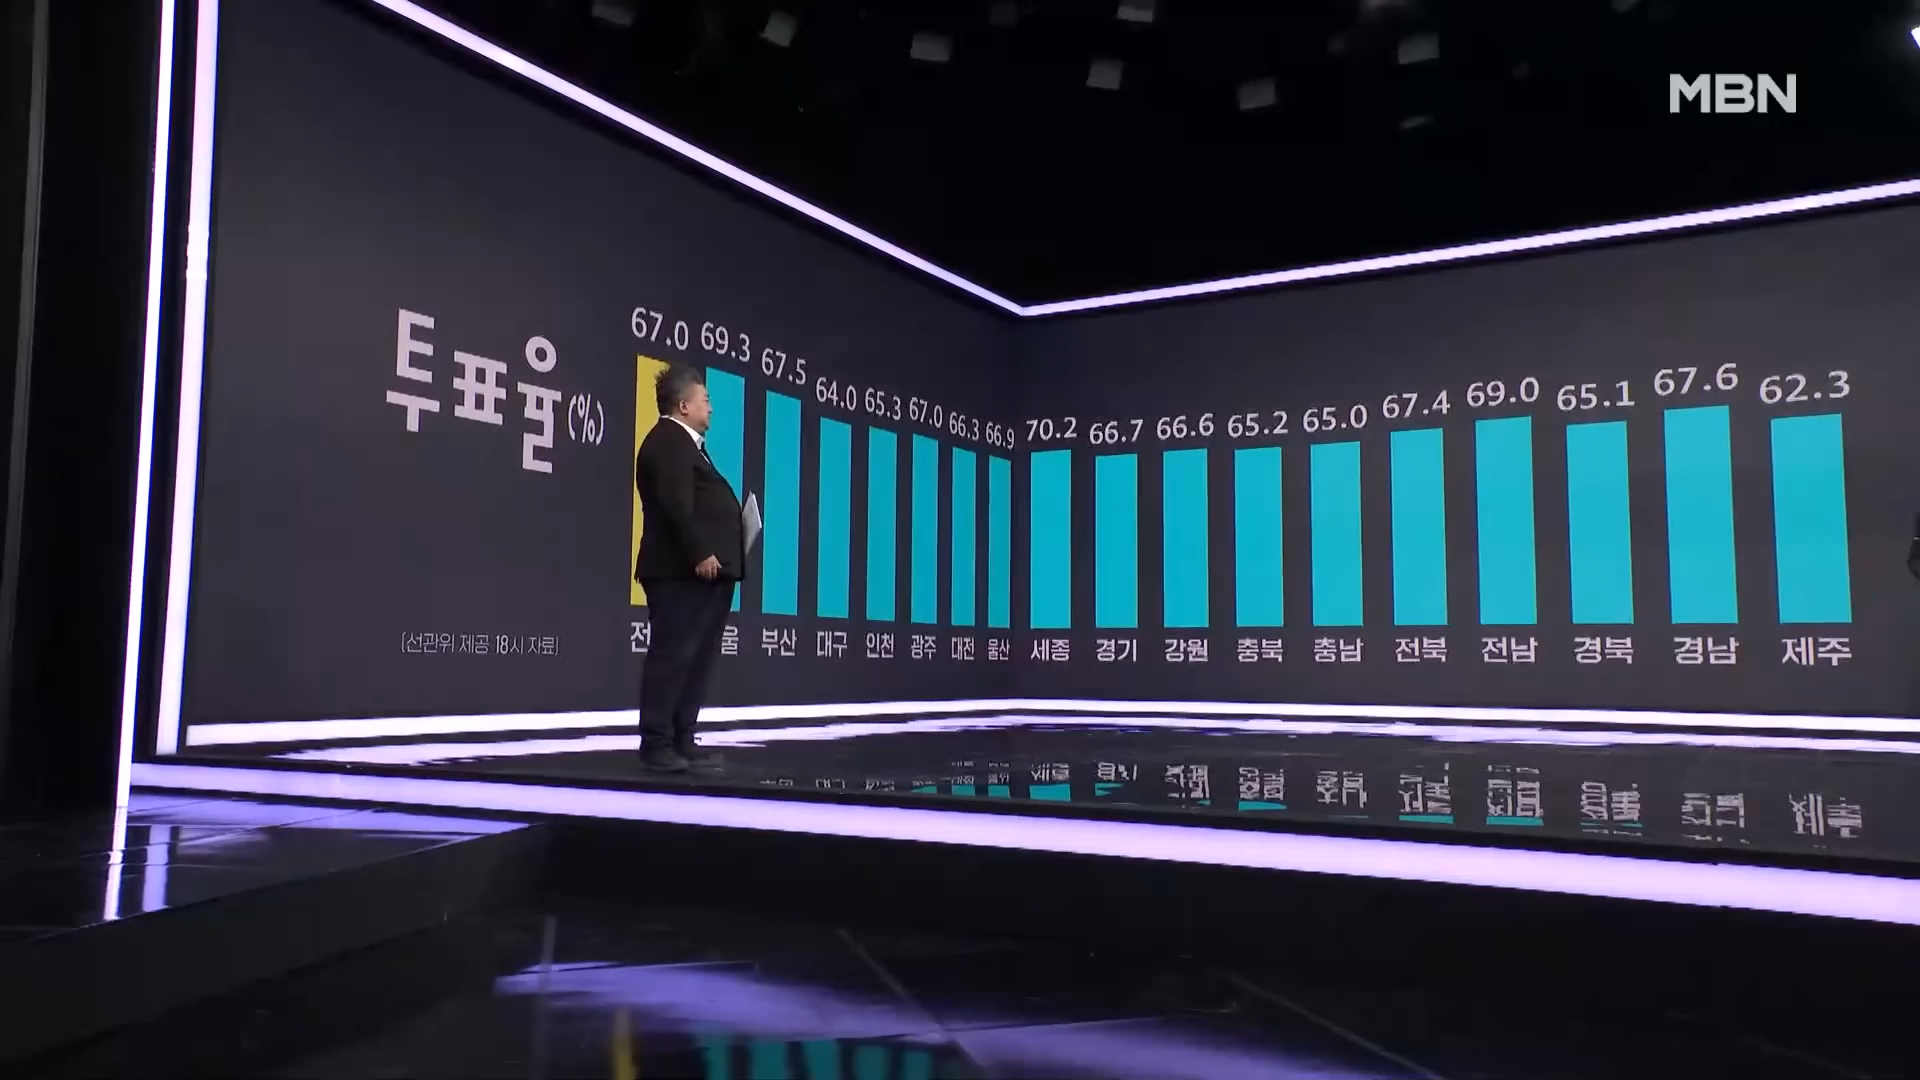 MBN
투표율(%)
67.0 69.3 67.5 64.0 65.3 67.0 66.3 66.9 70.2 66.7 66.6 65.2 65.0 67.4 69.0 65.1 67.6 62.3
부산 대구 인천 광주 대전 울산 세종 경기 강원 충북 충남 전북 전남 경북 경남 제주
(선관위 제공 18시 자료)